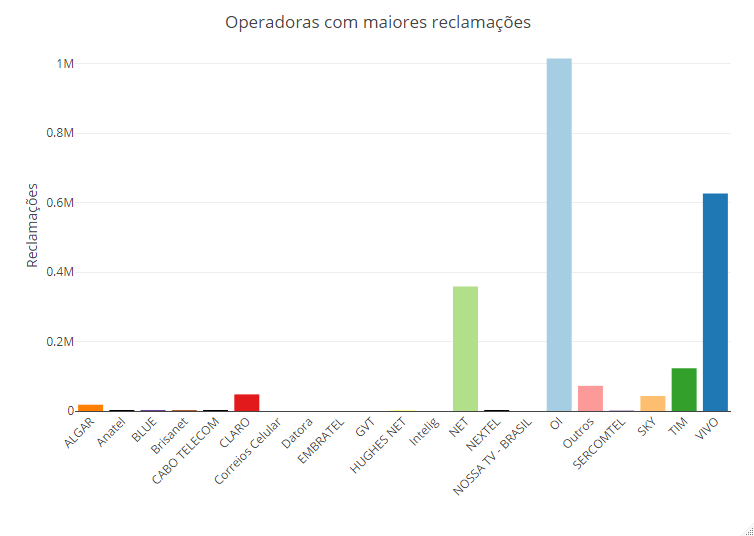 Operadoras com maiores reclamações
Reclamações
1M
0.8M
0.6M
0.4M
0.2M
0
ALGAR
Anatel
BLUE
Brisanet
CABO TELECOM
CLARO
Correios Celular
Datora
EMBRATEL
GVT
HUGHES NET
Intelig
NET
NEXTEL
NOSSA TV - BRASIL
OI
Outros
SERCOMTEL
SKY
TIM
VIVO